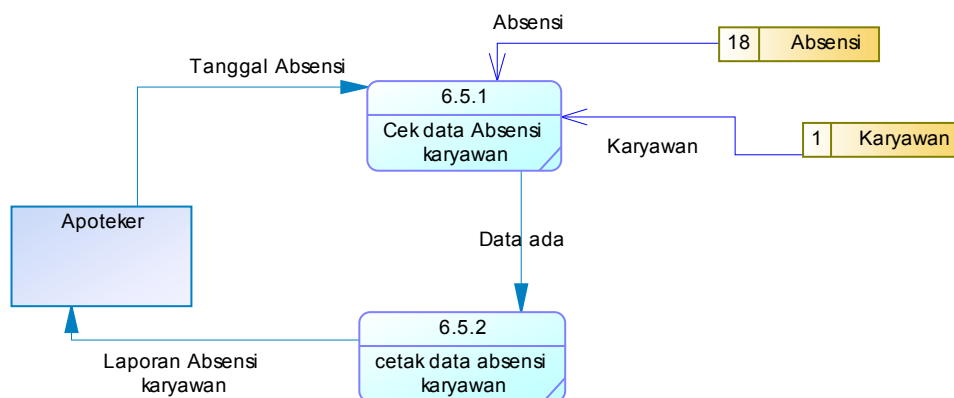 Absensi
18 Absensi
Tanggal Absensi
6.5.1
Cek data Absensi
karyawan
Karyawan
1 Karyawan
Apoteker
Data ada
6.5.2
cetak data absensi
karyawan
Laporan Absensi
karyawan